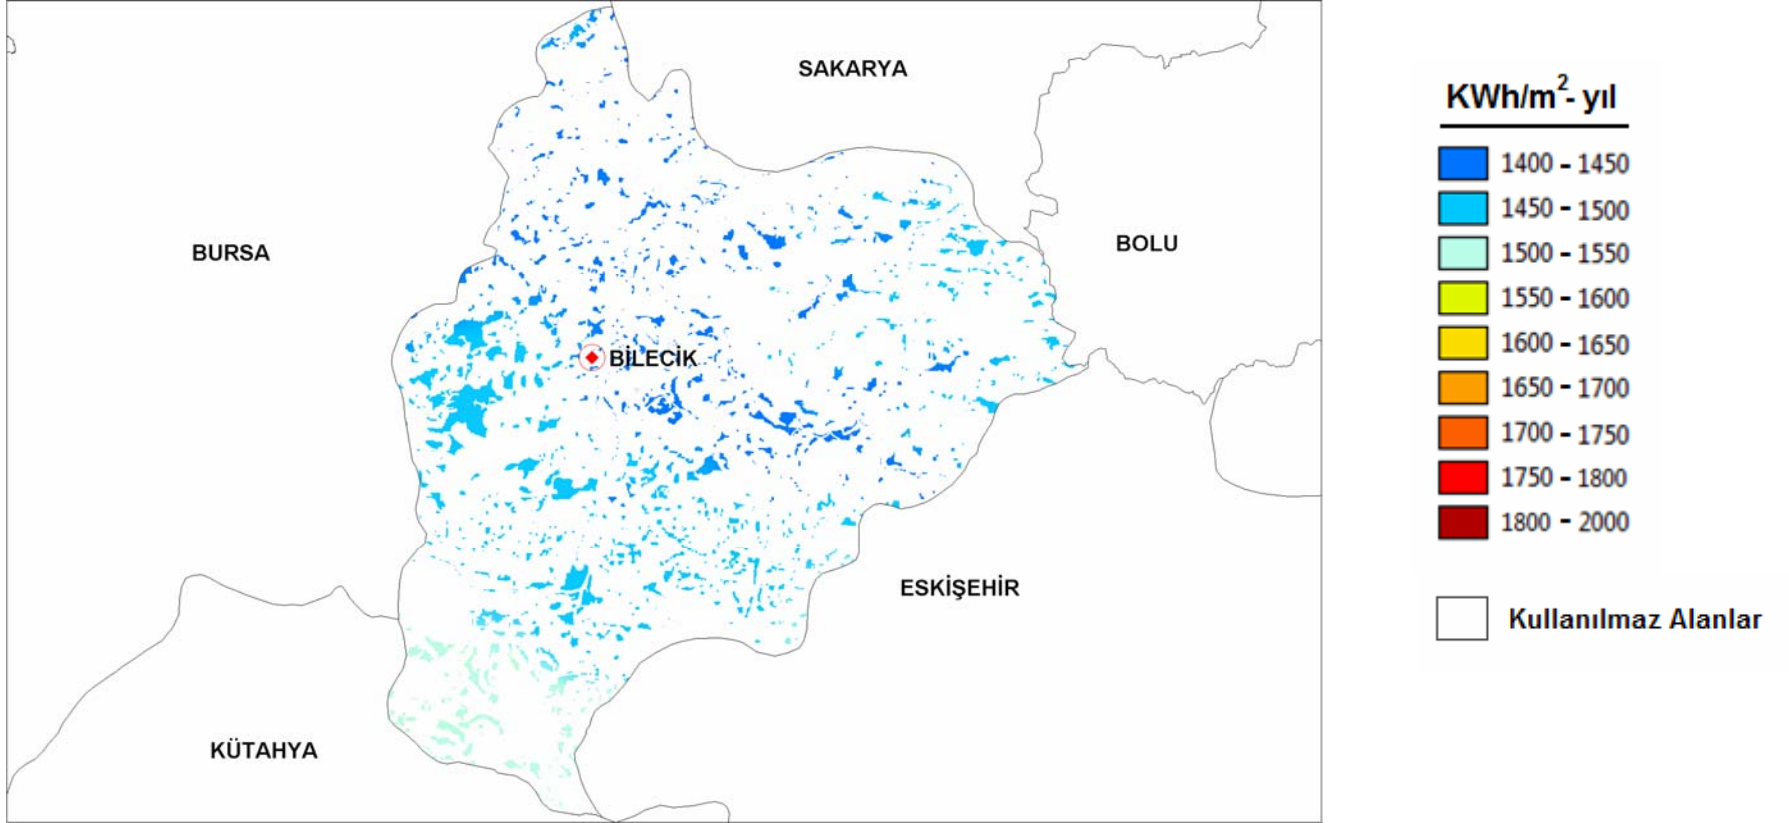 SAKARYA
BURSA
BOLU
BİLECİK
ESKİŞEHİR
KÜTAHYA
KWh/m²- yıl
1400 - 1450
1450 - 1500
1500 - 1550
1550 - 1600
1600 - 1650
1650 - 1700
1700 - 1750
1750 - 1800
1800 - 2000
Kullanılmaz Alanlar